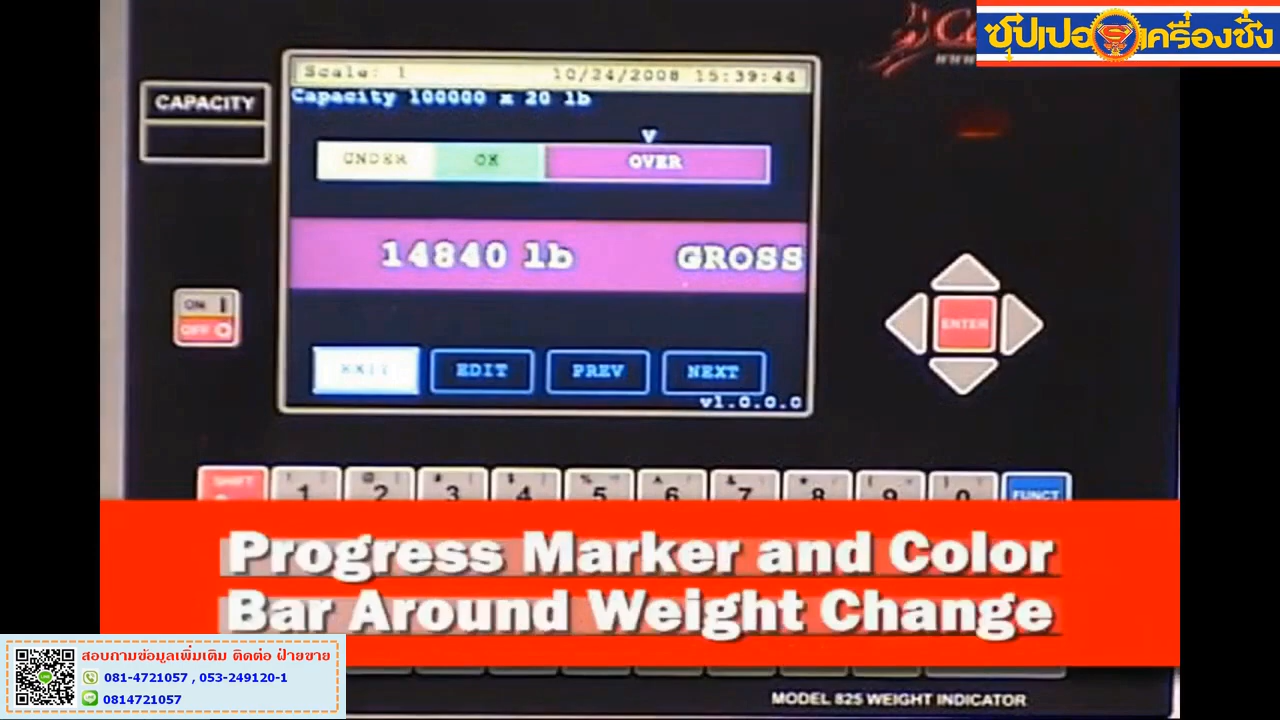 ซุปเปอร์เครื่องชั่ง
CAPACITY
Scale: 1 10/24/2008 15:39:44
Capacity 100000 x 20 lb
V
UNDER OK OVER
14840 lb GROSS
ON
OFF
ENTER
EXIT EDIT PREV NEXT
v1.0.0.0
SHIFT 1 2 3 4 5 6 7 8 9 0 FUNCT
Progress Marker and Color
Bar Around Weight Change
สอบถามข้อมูลเพิ่มเติม ติดต่อ ฝ่ายขาย
081-4721057 , 053-249120-1
0814721057
MODEL 825 WEIGHT INDICATOR